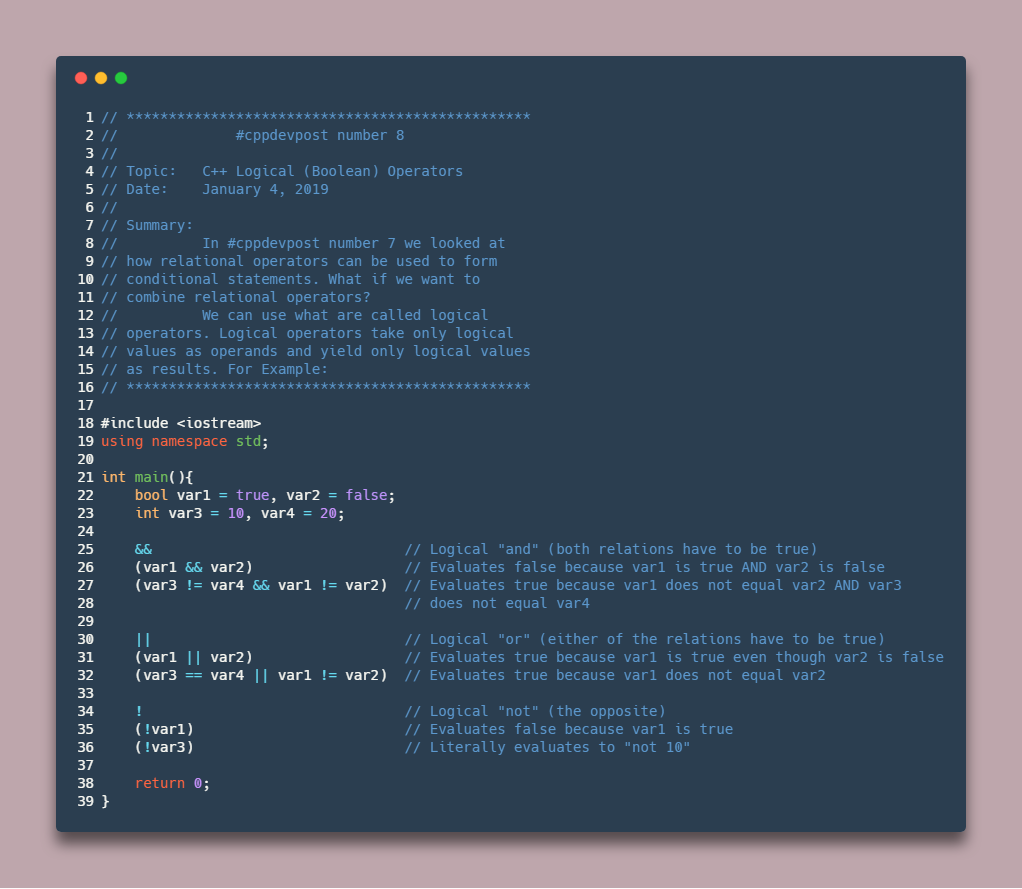 1 // ************************************************
2 //              #cppdevpost number 8
3 //
4 // Topic:   C++ Logical (Boolean) Operators
5 // Date:    January 4, 2019
6 //
7 // Summary:
8 //          In #cppdevpost number 7 we looked at
9 // how relational operators can be used to form
10 // conditional statements. What if we want to
11 // combine relational operators?
12 //          We can use what are called logical
13 // operators. Logical operators take only logical
14 // values as operands and yield only logical values
15 // as results. For Example:
16 // ************************************************
17
18 #include <iostream>
19 using namespace std;
20
21 int main(){
22     bool var1 = true, var2 = false;
23     int var3 = 10, var4 = 20;
24
25     &&                              // Logical "and" (both relations have to be true)
26     (var1 && var2)                  // Evaluates false because var1 is true AND var2 is false
27     (var3 != var4 && var1 != var2)  // Evaluates true because var1 does not equal var2 AND var3
28                                     // does not equal var4
29
30     ||                              // Logical "or" (either of the relations have to be true)
31     (var1 || var2)                  // Evaluates true because var1 is true even though var2 is false
32     (var3 == var4 || var1 != var2)  // Evaluates true because var1 does not equal var2
33
34     !                               // Logical "not" (the opposite)
35     (!var1)                         // Evaluates false because var1 is true
36     (!var3)                         // Literally evaluates to "not 10"
37
38     return 0;
39 }